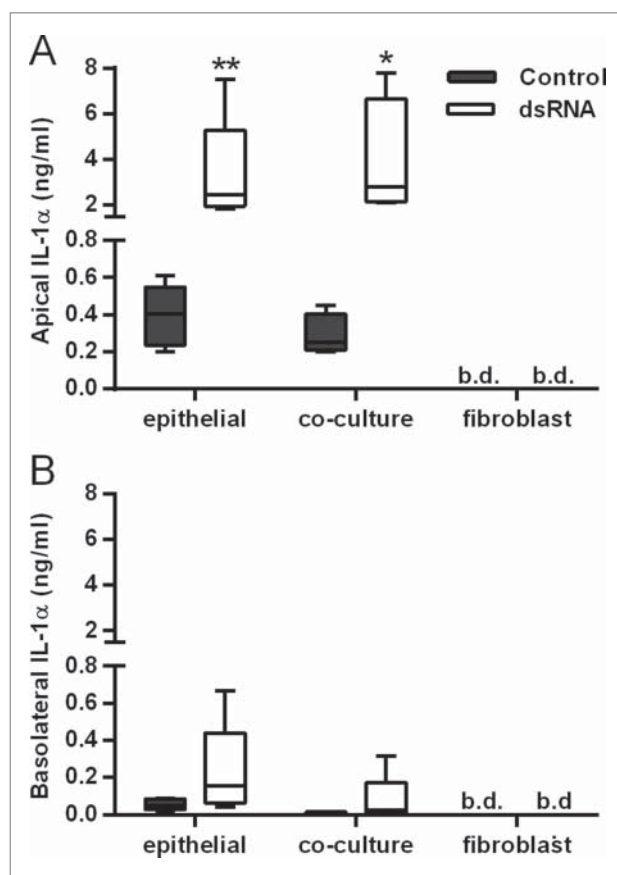 A
Apical IL-1α (ng/ml)
8
6
4
2
0.8
0.6
0.4
0.2
0.0
**
*
Control
dsRNA
b.d. b.d.
epithelial co-culture fibroblast
B
Basolateral IL-1α (ng/ml)
8
6
4
2
0.8
0.6
0.4
0.2
0.0
b.d. b.d
epithelial co-culture fibroblast